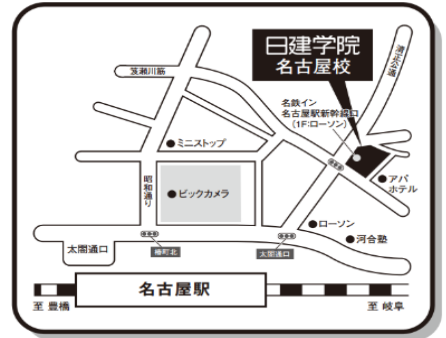 日建学院
名古屋校
笈瀬川筋
清正公通
名鉄イン
名古屋駅新幹線口
(1F:ローソン)
●ミニストップ
●アパ
ホテル
昭和通り
●ビックカメラ
●ローソン
●河合塾
椿町北
太閤通口
太閤通口
名古屋駅
至 豊橋
至 岐阜